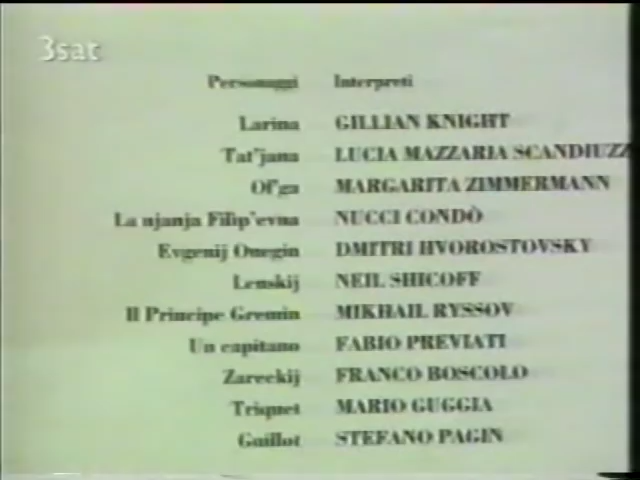 3sat
Personaggi Interpreti
Larina GILLIAN KNIGHT
Tat'jana LUCIA MAZZARIA SCANDIUZZ
Ol'ga MARGARITA ZIMMERMANN
La njanja Filip'evna NUCCI CONDÒ
Evgenij Onegin DMITRI HVOROSTOVSKY
Lenskij NEIL SHICOFF
Il Principe Gremin MIKHAIL RYSSOV
Un capitano FABIO PREVIATI
Zareckij FRANCO BOSCOLO
Triquet MARIO GUGGIA
Guillot STEFANO PAGIN